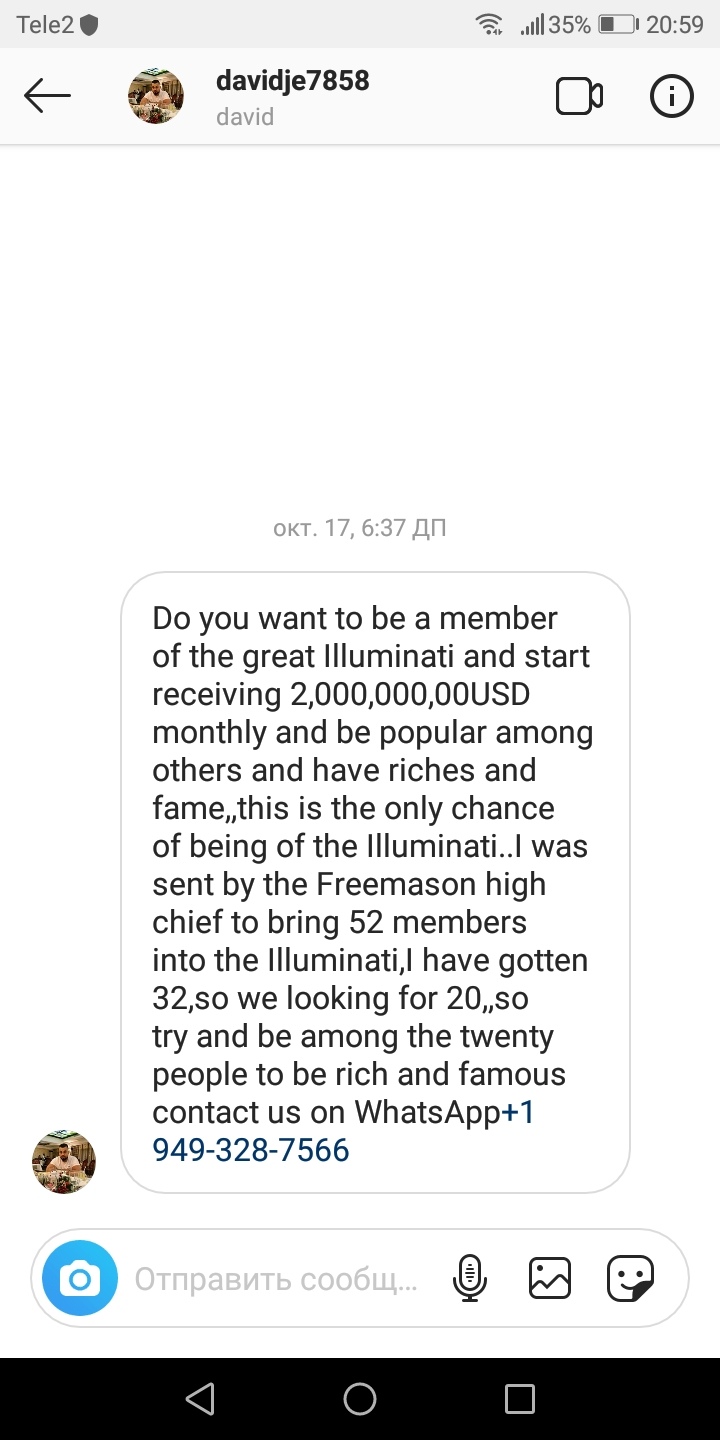 Tele2 35% 20:59
davidje7858
david
окт. 17, 6:37 ДП
Do you want to be a member
of the great Illuminati and start
receiving 2,000,000,00USD
monthly and be popular among
others and have riches and
fame,,this is the only chance
of being of the Illuminati..I was
sent by the Freemason high
chief to bring 52 members
into the Illuminati,I have gotten
32,so we looking for 20,,so
try and be among the twenty
people to be rich and famous
contact us on WhatsApp+1
949-328-7566
Отправить сообщ...